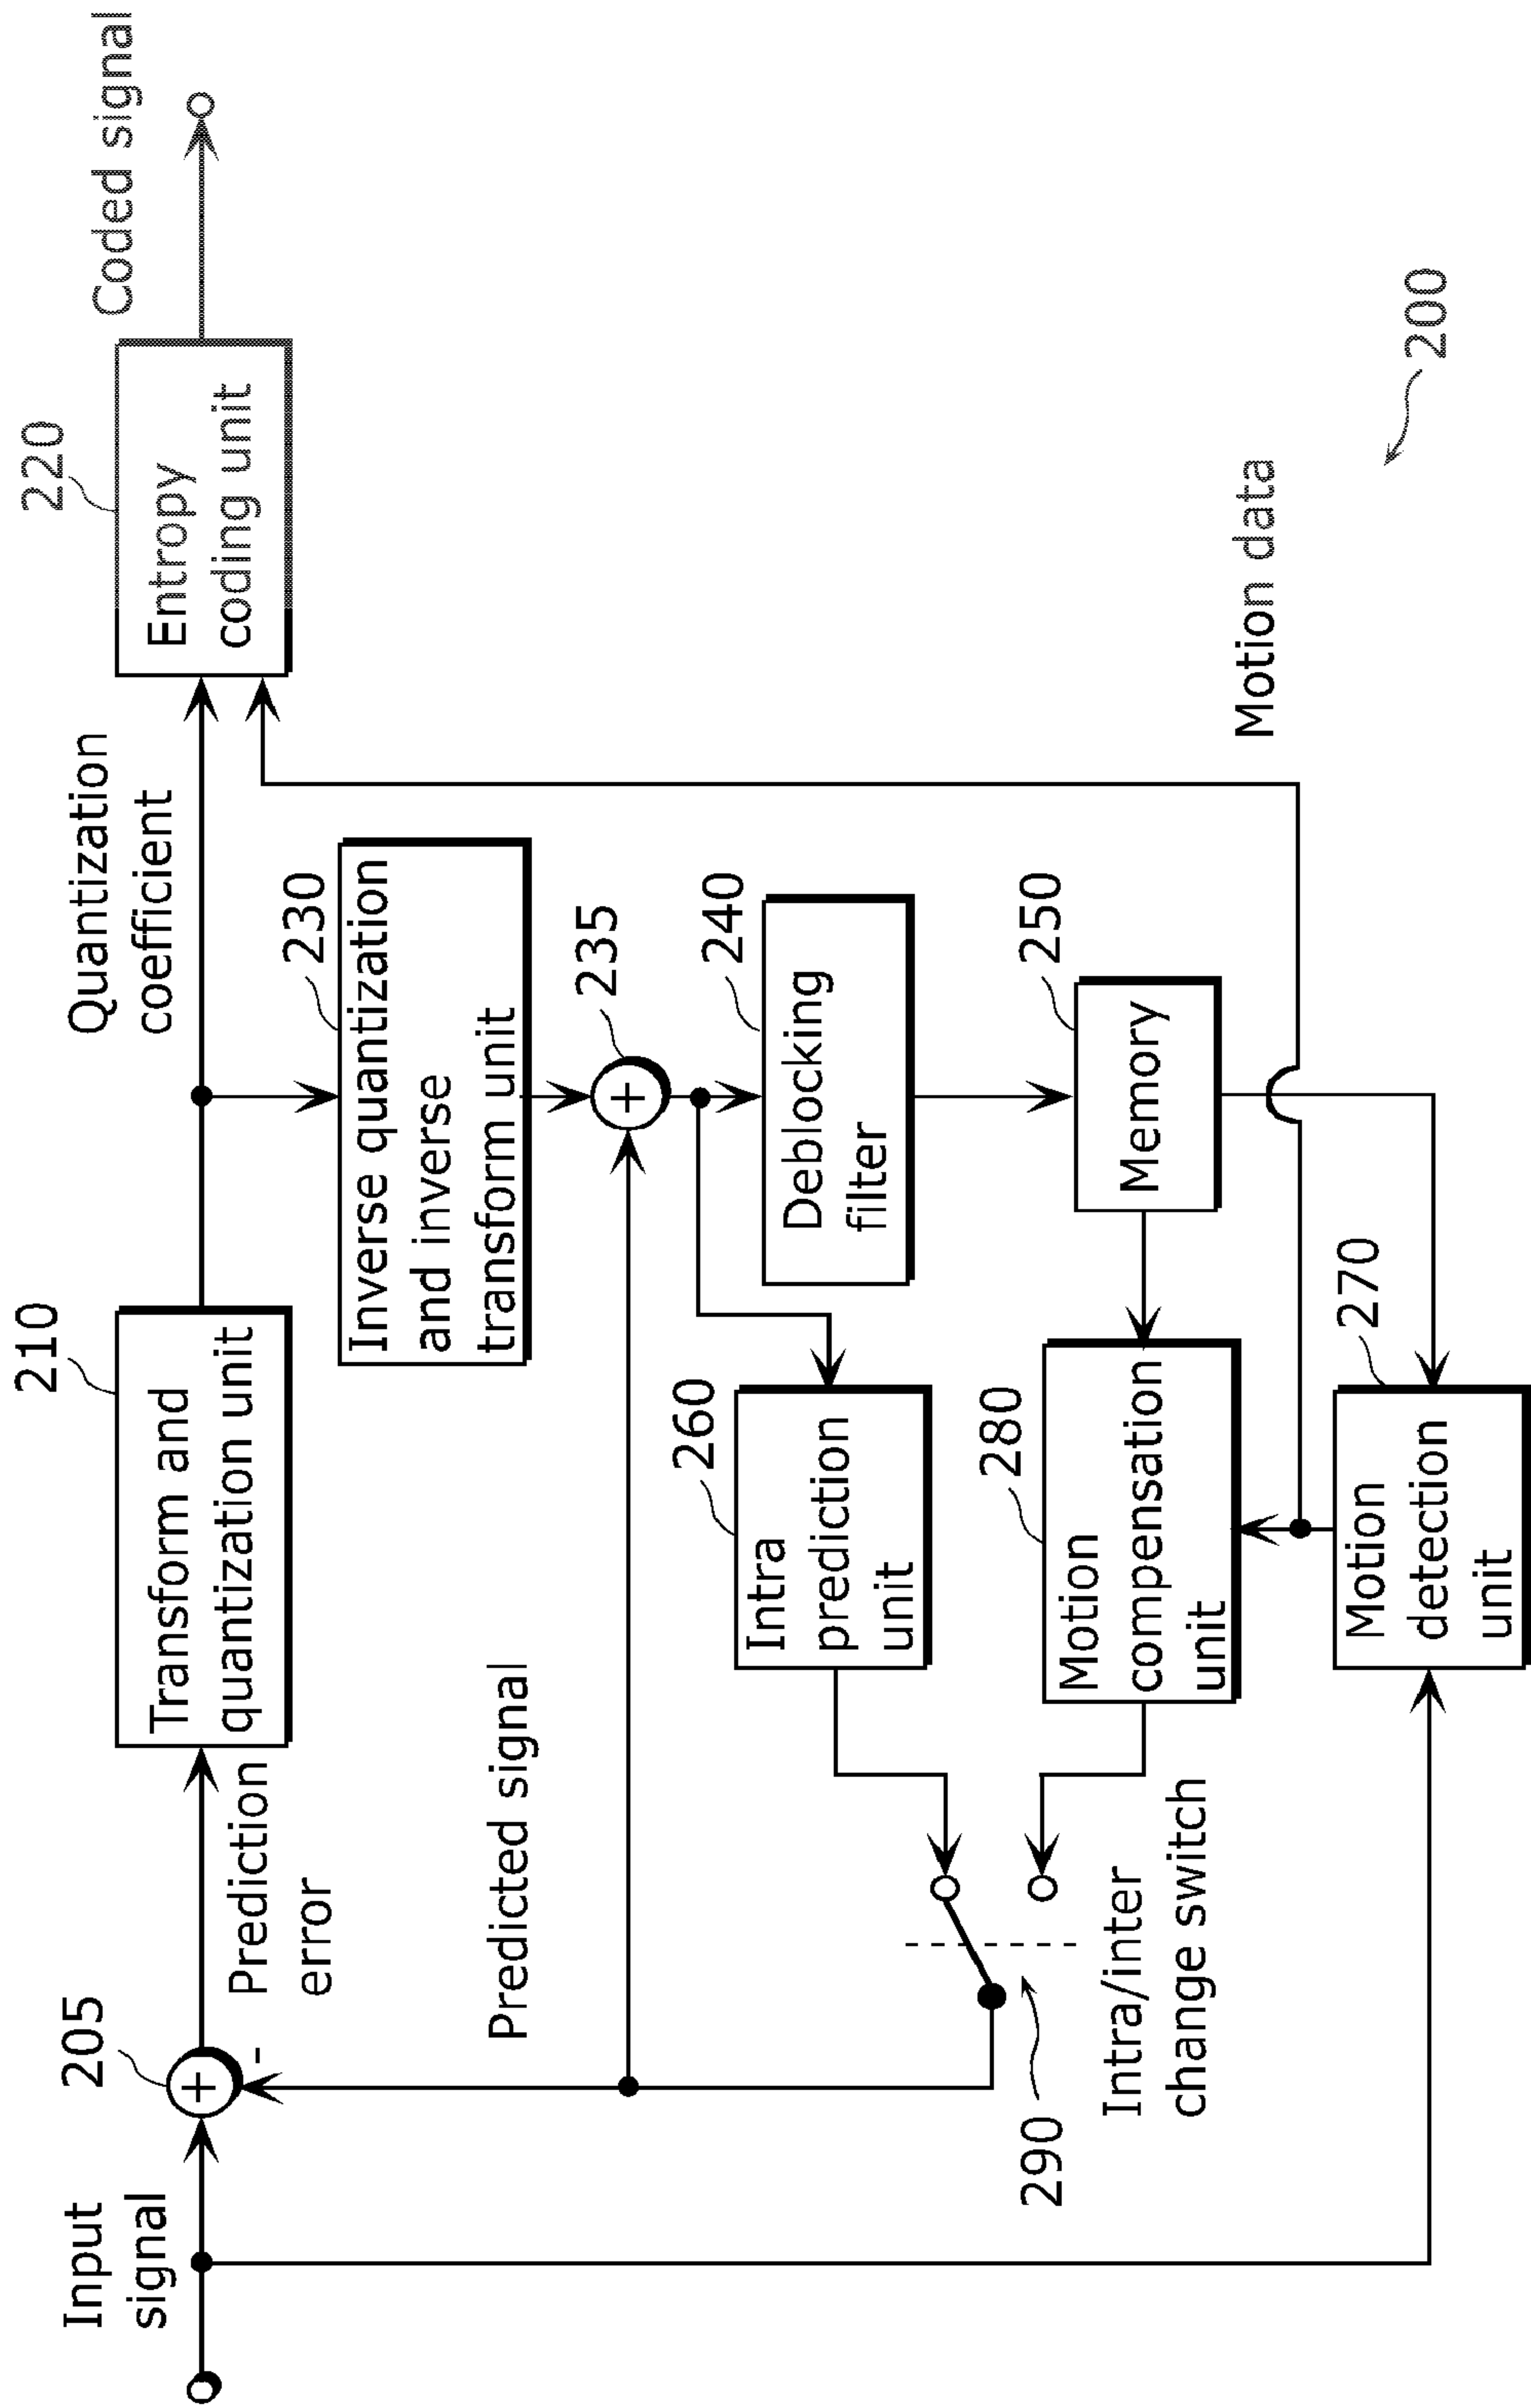 Input
signal
205
Prediction
error
210
Transform and
quantization unit
Quantization
coefficient
220
Entropy
coding unit
Coded signal
230
Inverse quantization
and inverse
transform unit
Predicted signal
235
+
+
-
240
Deblocking
filter
250
Memory
260
Intra
prediction
unit
280
Motion
compensation
unit
270
Motion
detection
unit
290
Intra/inter
change switch
Motion data
200